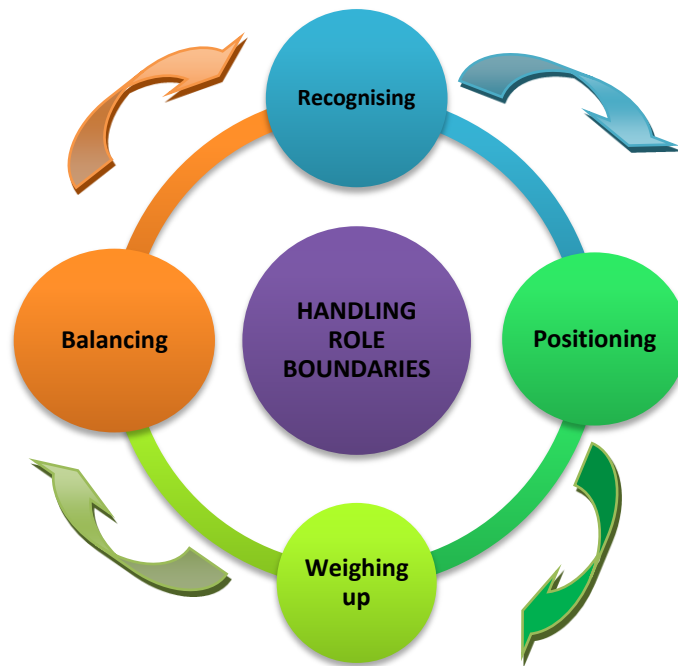 Recognising
HANDLING
ROLE
BOUNDARIES
Balancing
Positioning
Weighing
up